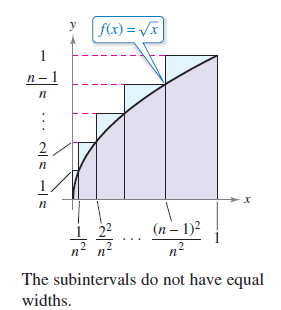 y
f(x) = √x
1
n − 1
n
⋮
2
n
1
n
x
1 2² … (n − 1)² 1
n² n² n²
The subintervals do not have equal
widths.